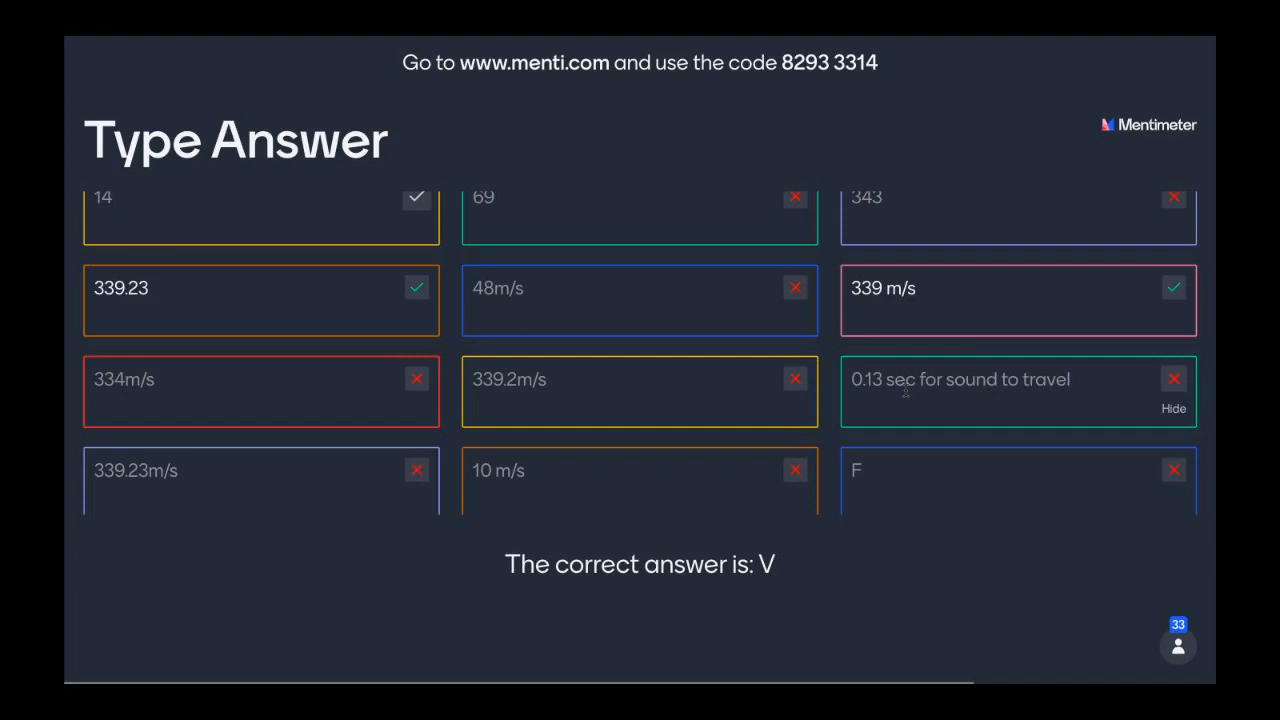 Go to www.menti.com and use the code 8293 3314
Type Answer
Mentimeter
14
69
343
339.23
48m/s
339 m/s
334m/s
339.2m/s
0.13 sec for sound to travel
Hide
339.23m/s
10 m/s
F
The correct answer is: V
33